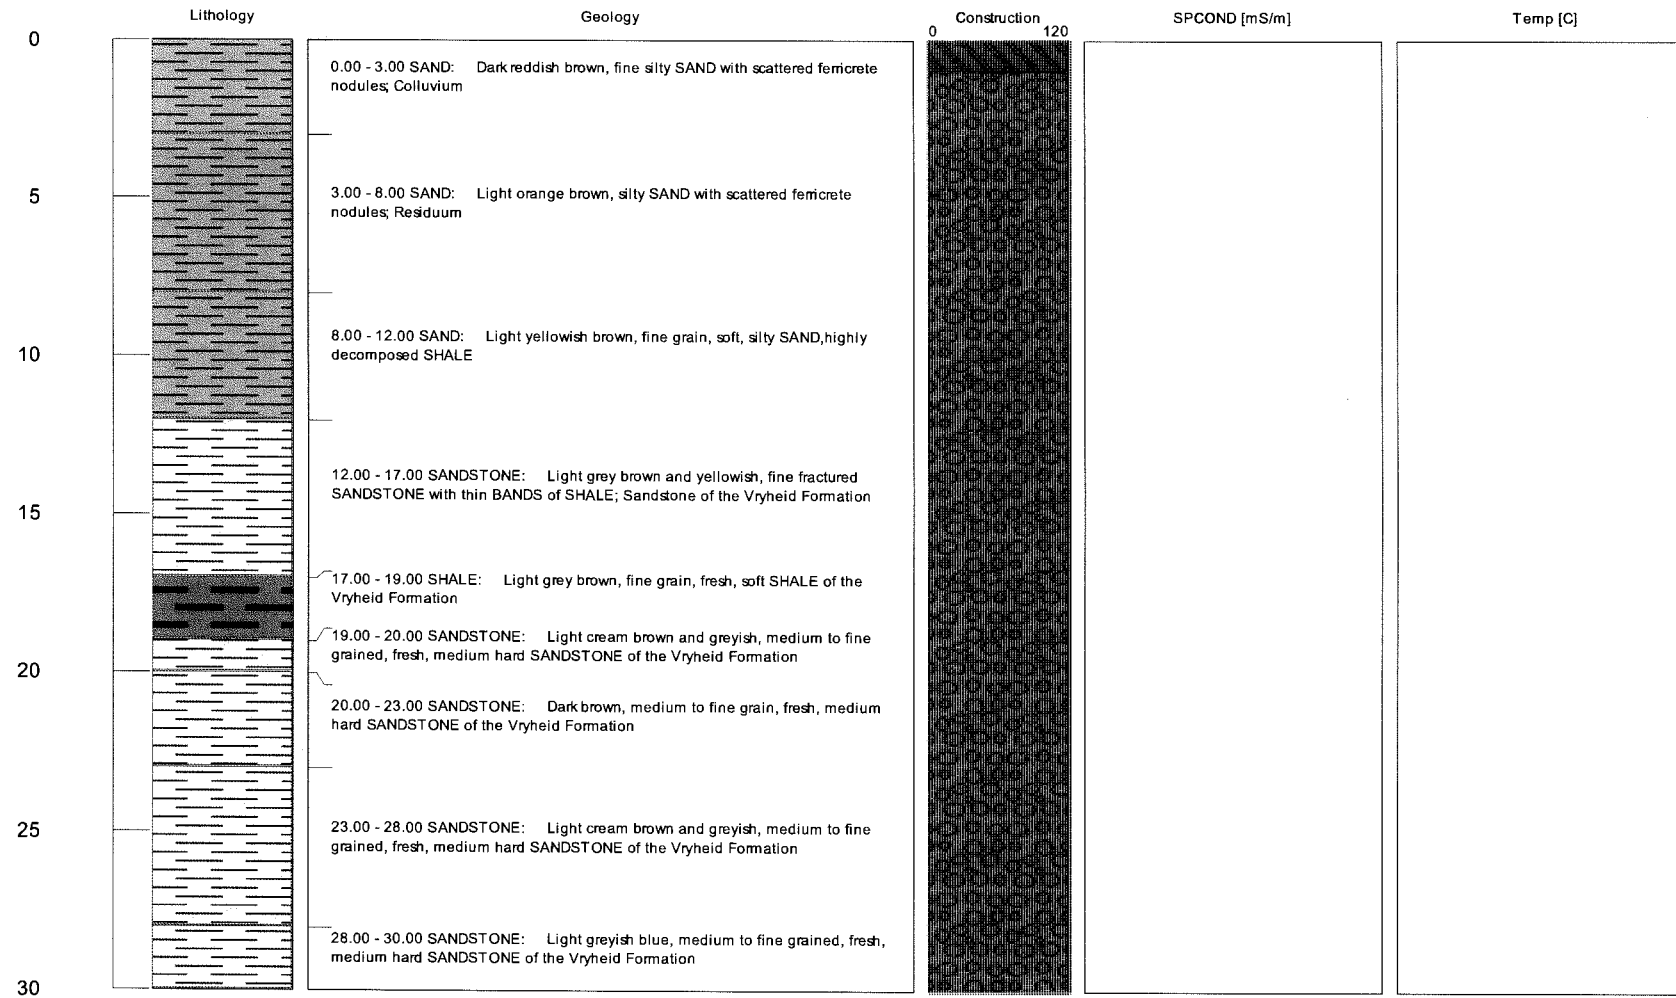 Lithology
Geology
Construction
SPCOND [mS/m]
Temp [C]
0 120
0
0.00 - 3.00 SAND: Dark reddish brown, fine silty SAND with scattered ferricrete
nodules; Colluvium
5
3.00 - 8.00 SAND: Light orange brown, silty SAND with scattered ferricrete
nodules; Residuum
8.00 - 12.00 SAND: Light yellowish brown, fine grain, soft, silty SAND,highly
decomposed SHALE
10
12.00 - 17.00 SANDSTONE: Light grey brown and yellowish, fine fractured
SANDSTONE with thin BANDS of SHALE; Sandstone of the Vryheid Formation
15
17.00 - 19.00 SHALE: Light grey brown, fine grain, fresh, soft SHALE of the
Vryheid Formation
19.00 - 20.00 SANDSTONE: Light cream brown and greyish, medium to fine
grained, fresh, medium hard SANDSTONE of the Vryheid Formation
20
20.00 - 23.00 SANDSTONE: Dark brown, medium to fine grain, fresh, medium
hard SANDSTONE of the Vryheid Formation
25
23.00 - 28.00 SANDSTONE: Light cream brown and greyish, medium to fine
grained, fresh, medium hard SANDSTONE of the Vryheid Formation
28.00 - 30.00 SANDSTONE: Light greyish blue, medium to fine grained, fresh,
medium hard SANDSTONE of the Vryheid Formation
30